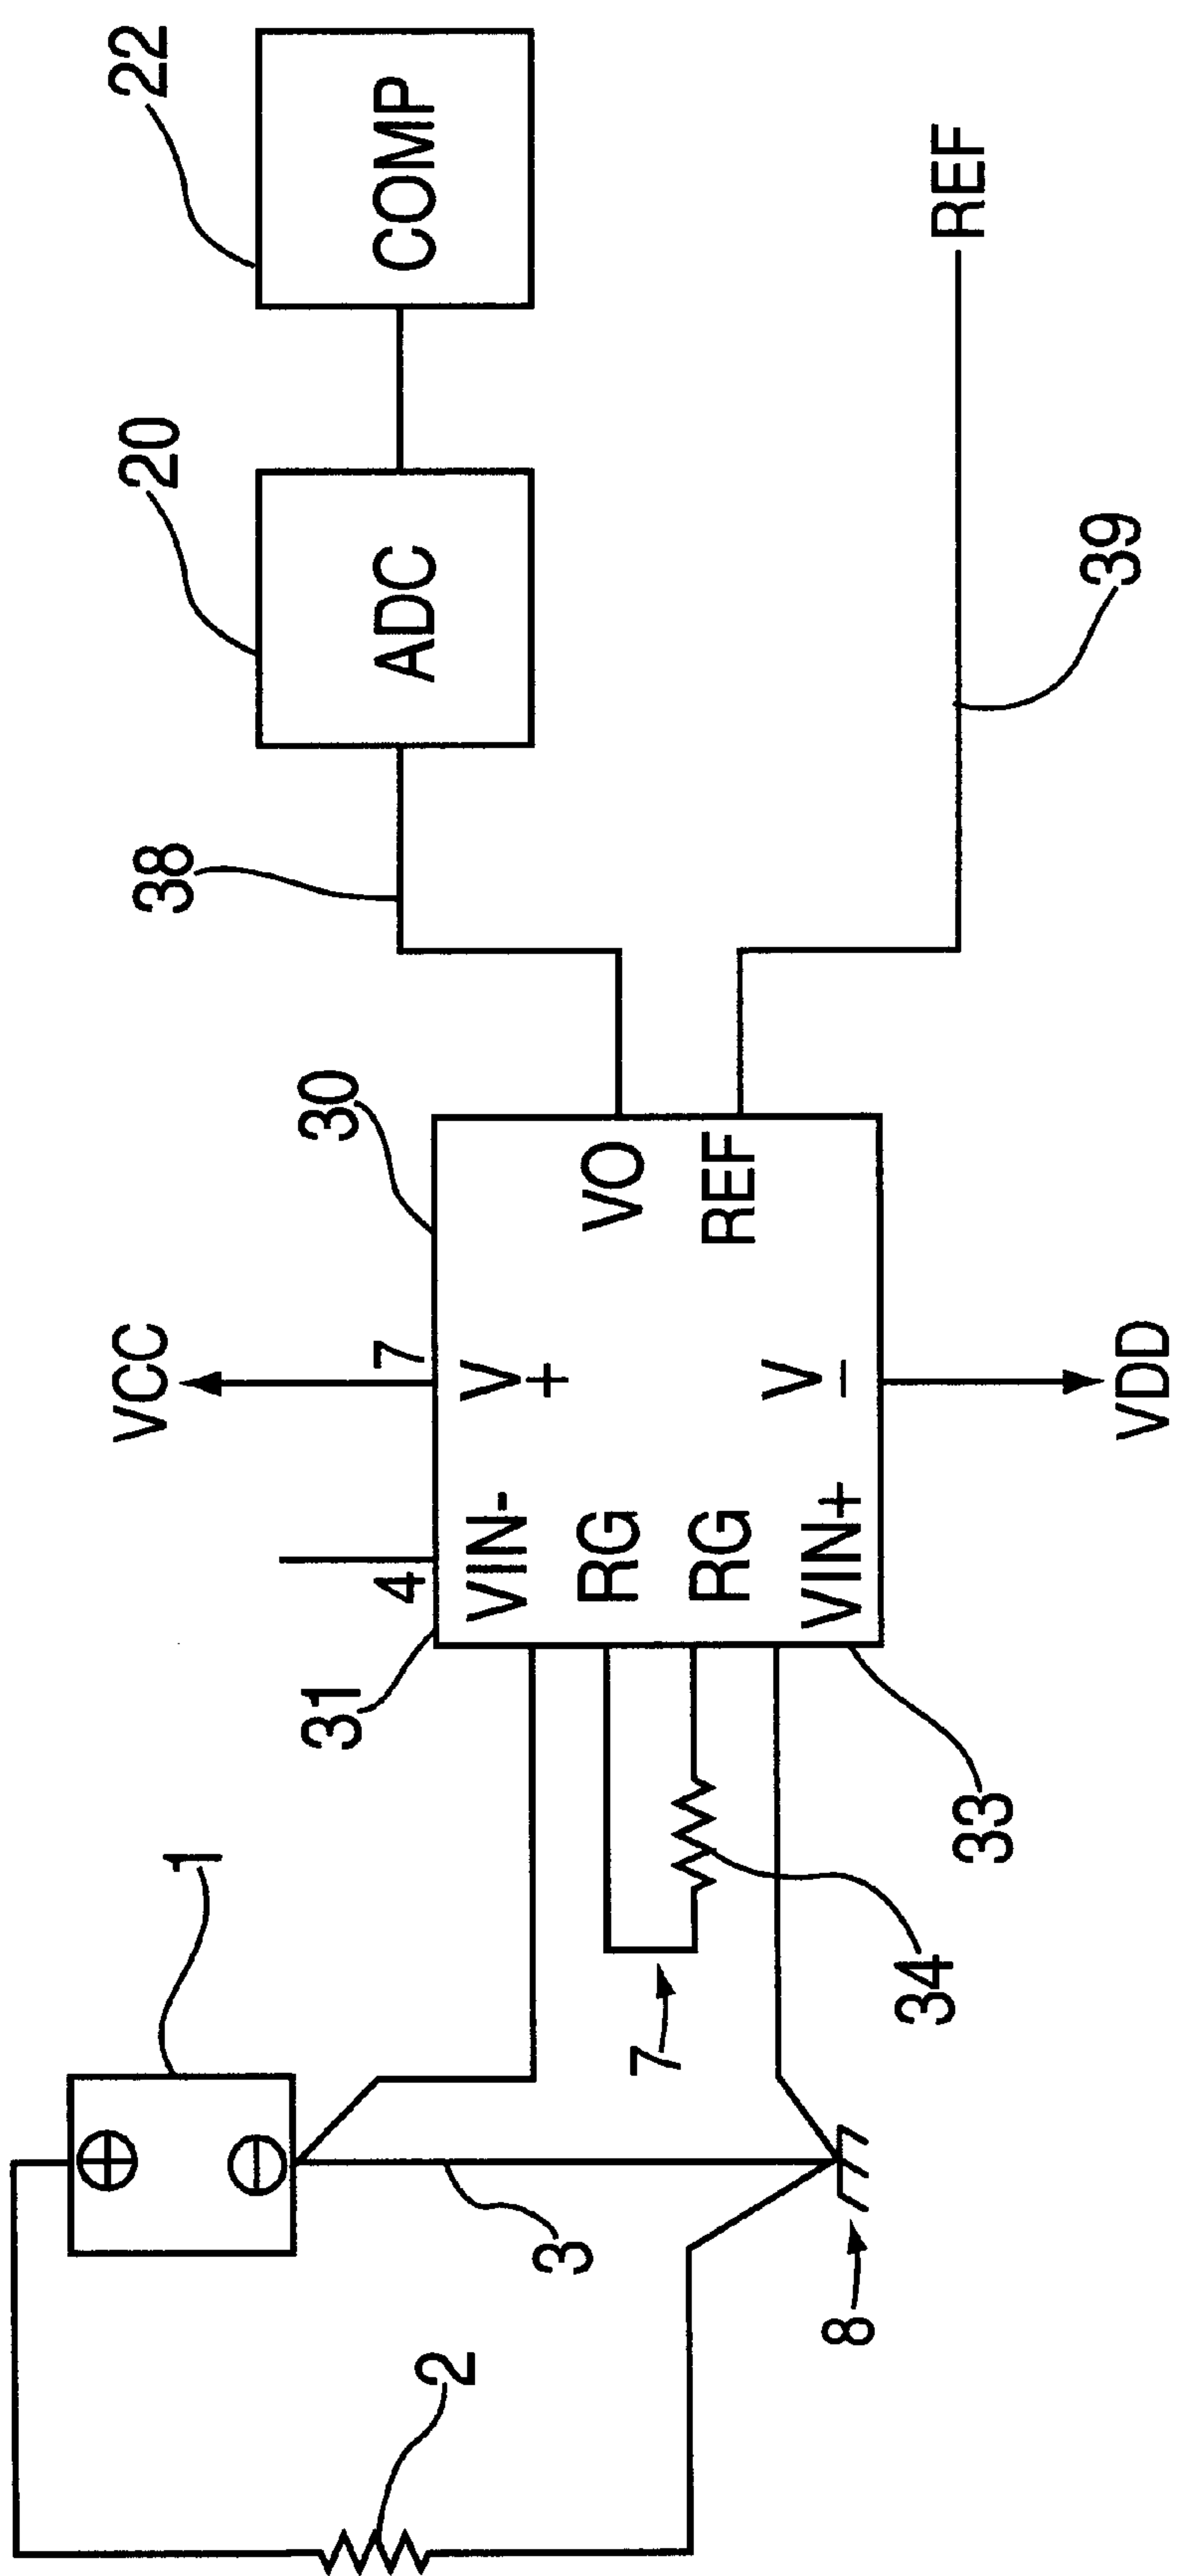 1
2
3
8
7
34
31
33
4
VIN-
RG
RG
VIN+
VCC
7
V
+
V
−
VDD
30
VO
REF
38
39
20
ADC
22
COMP
REF